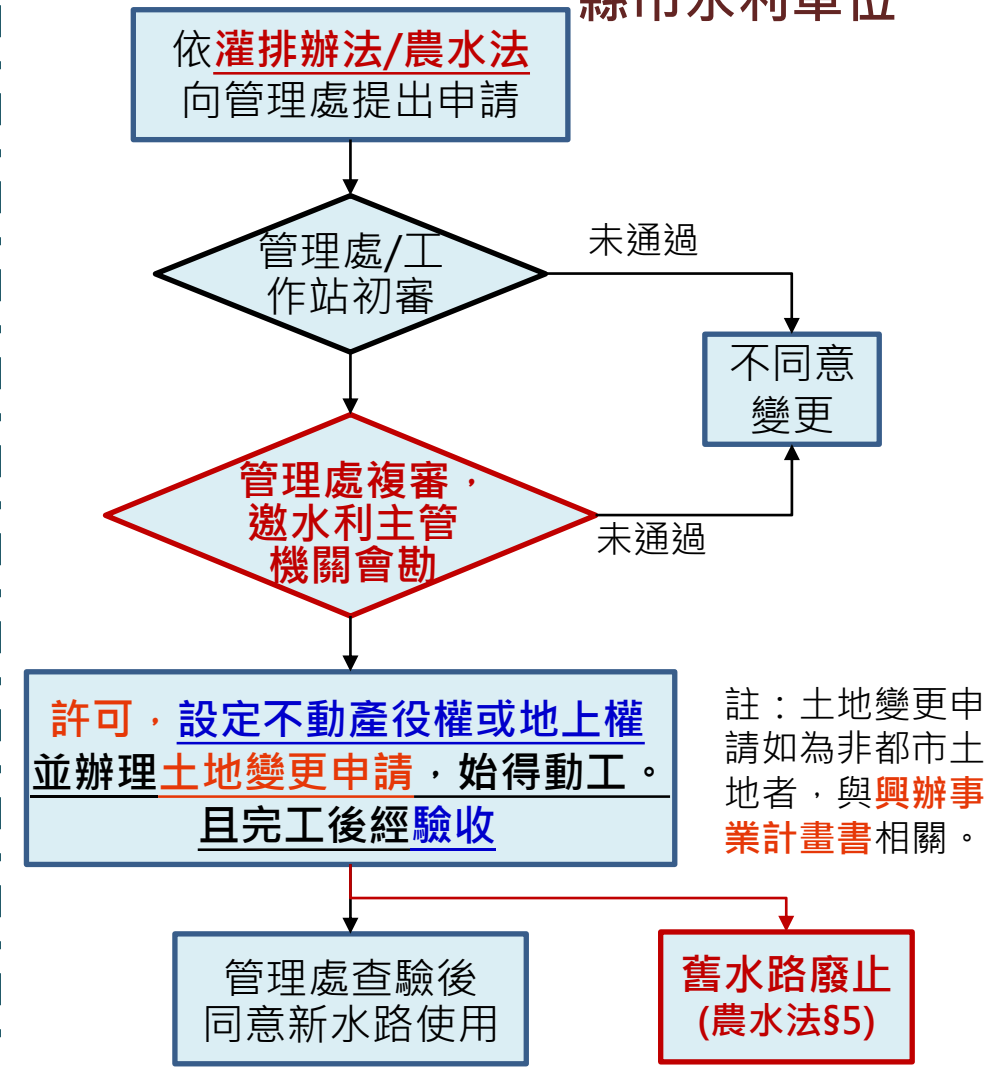 縣市水利單位
依灌排辦法/農水法
向管理處提出申請
管理處/工
作站初審
未通過
不同意
變更
管理處複審，
邀水利主管
機關會勘
未通過
許可，設定不動產役權或地上權
並辦理土地變更申請，始得動工。
且完工後經驗收
註：土地變更申
請如為非都市土
地者，與興辦事
業計畫書相關。
管理處查驗後
同意新水路使用
舊水路廢止
(農水法§5)